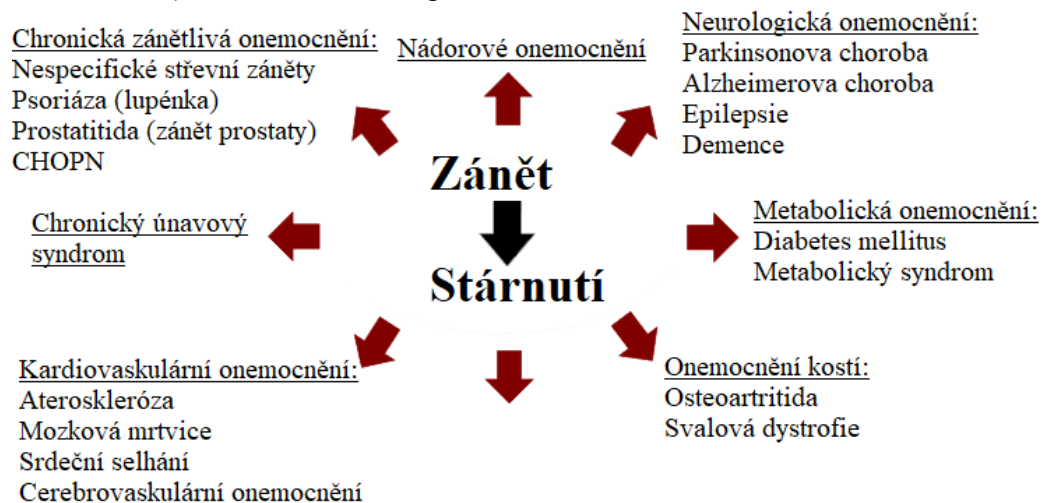 Chronická zánětlivá onemocnění:
Nespecifické střevní záněty
Psoriáza (lupénka)
Prostatitida (zánět prostaty)
CHOPN
Nádorové onemocnění
Neurologická onemocnění:
Parkinsonova choroba
Alzheimerova choroba
Epilepsie
Demence
Zánět
Stárnutí
Chronický únavový
syndrom
Metabolická onemocnění:
Diabetes mellitus
Metabolický syndrom
Kardiovaskulární onemocnění:
Ateroskleróza
Mozková mrtvice
Srdeční selhání
Cerebrovaskulární onemocnění
Onemocnění kostí:
Osteoartritida
Svalová dystrofie